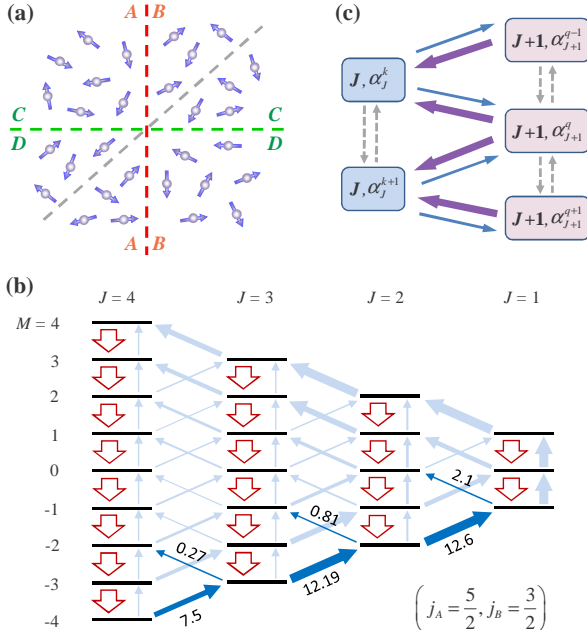 (a)
A B
C C
D D
A B
(c)
J, α_J^k
J, α_J^{k+1}
J+1, α_{J+1}^{q-1}
J+1, α_{J+1}^q
J+1, α_{J+1}^{q+1}
(b)
J = 4 J = 3 J = 2 J = 1
M = 4
3
2
1
0
-1
-2
-3
-4
2.1
0.81
0.27
12.6
12.19
7.5
(j_A = 5/2, j_B = 3/2)